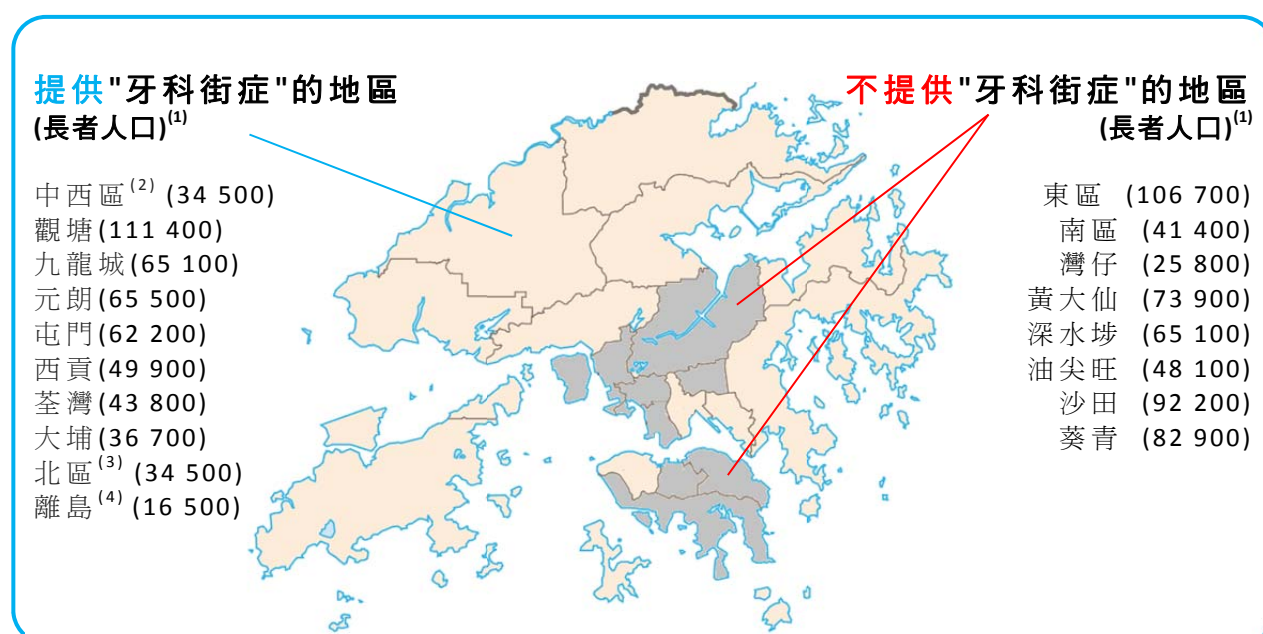 提供"牙科街症"的地區
(長者人口)(1)
中西區(2) (34 500)
觀塘(111 400)
九龍城(65 100)
元朗(65 500)
屯門(62 200)
西貢(49 900)
荃灣(43 800)
大埔(36 700)
北區(3) (34 500)
離島(4) (16 500)
不提供"牙科街症"的地區
(長者人口)(1)
東區 (106 700)
南區 (41 400)
灣仔 (25 800)
黃大仙 (73 900)
深水埗 (65 100)
油尖旺 (48 100)
沙田 (92 200)
葵青 (82 900)